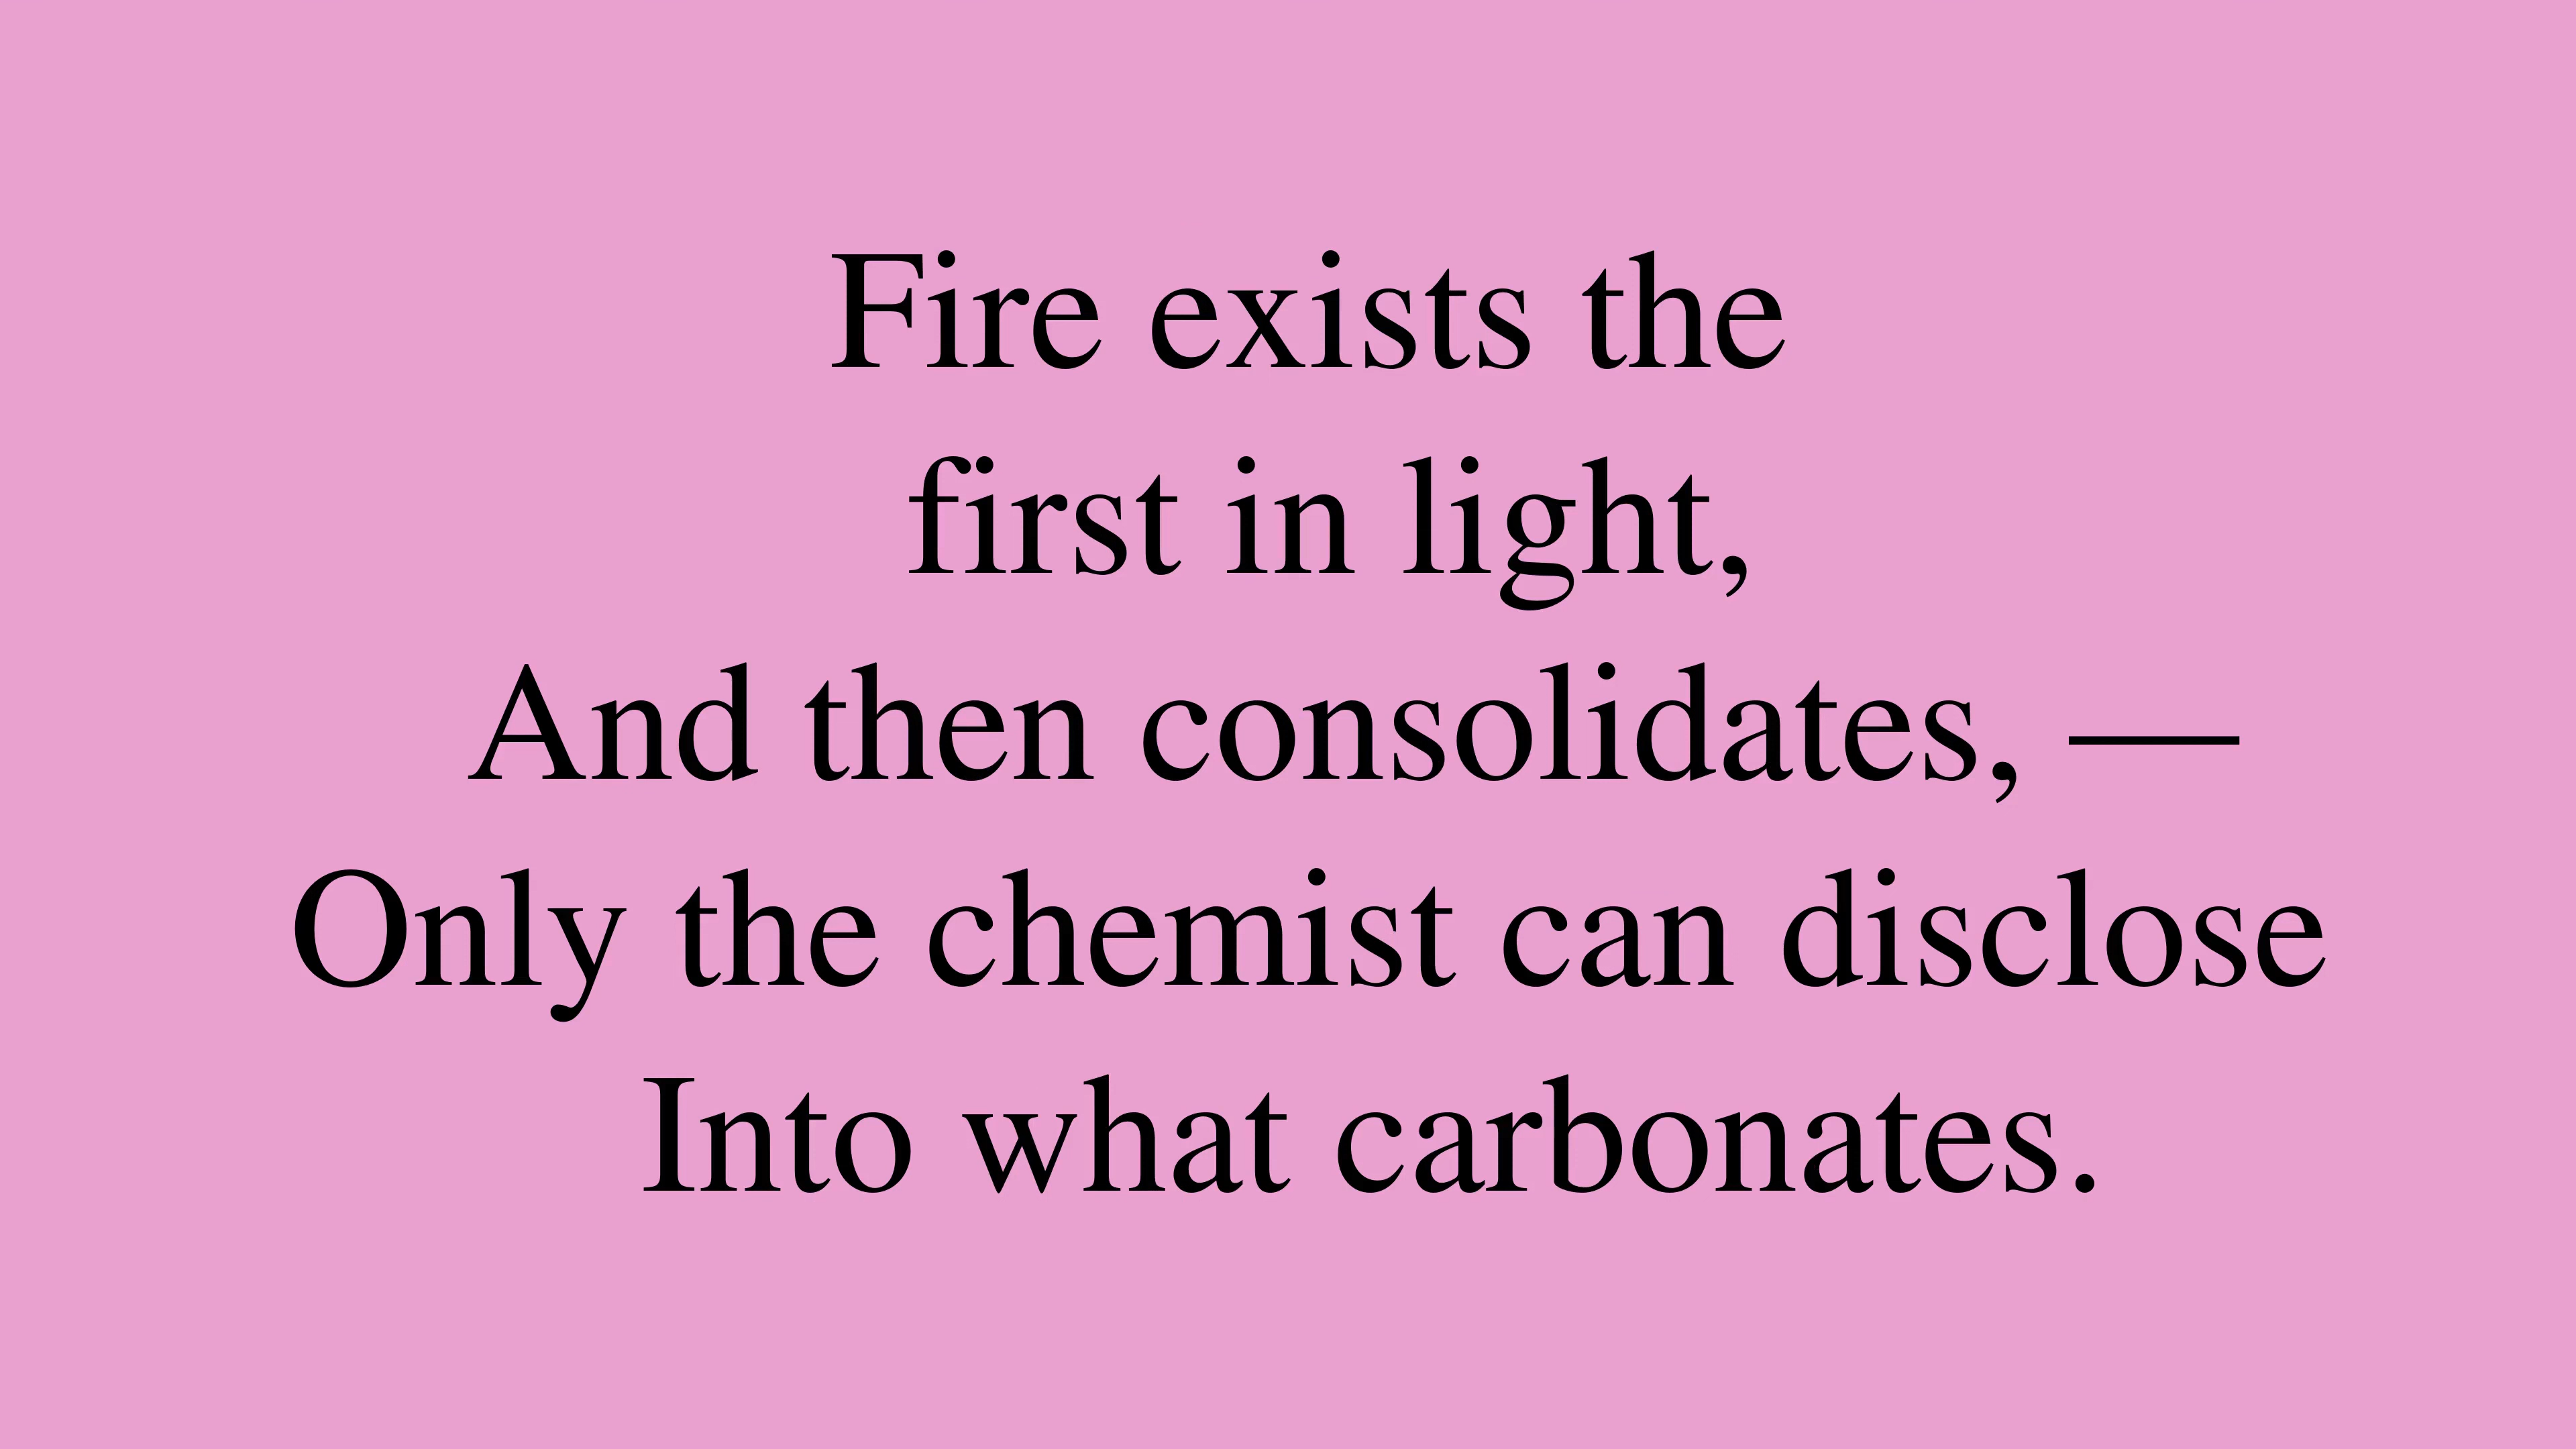 Fire exists the
first in light,
And then consolidates, —
Only the chemist can disclose
Into what carbonates.